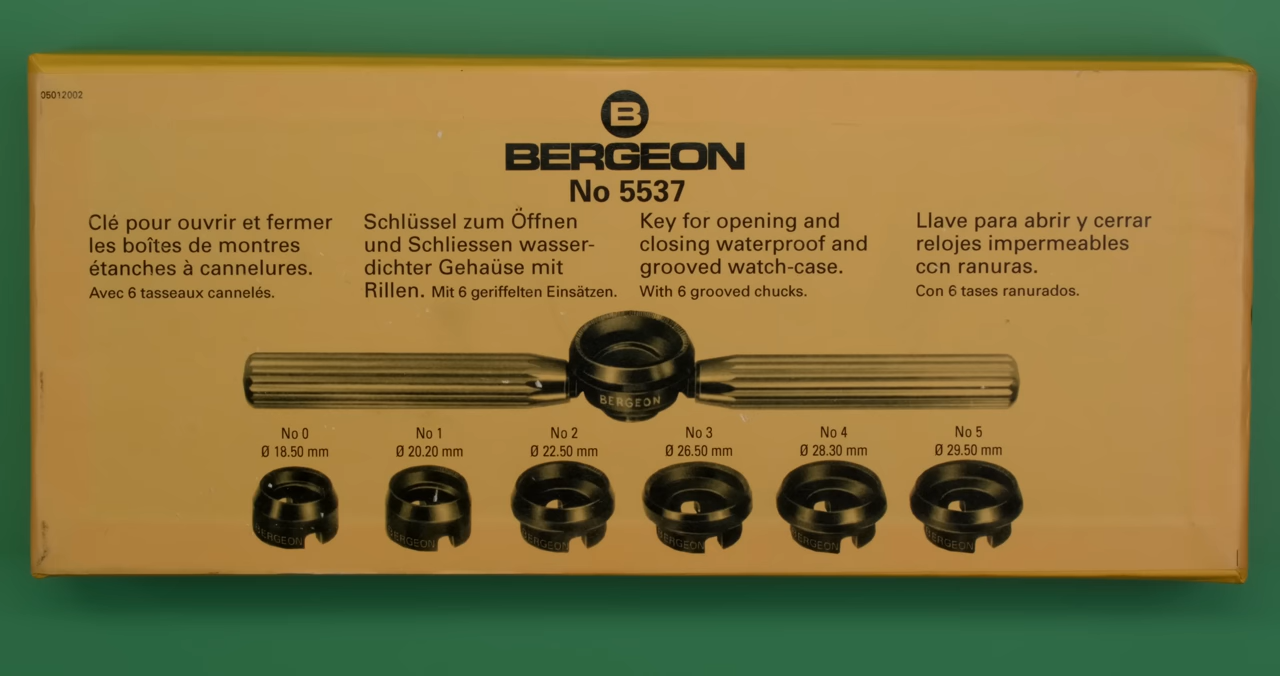 05012002
B
BERGEON
No 5537
Clé pour ouvrir et fermer
les boîtes de montres
étanches à cannelures.
Avec 6 tasseaux cannelés.
Schlüssel zum Öffnen
und Schliessen wasser-
dichter Gehaüse mit
Rillen. Mit 6 geriffelten Einsätzen.
Key for opening and
closing waterproof and
grooved watch-case.
With 6 grooved chucks.
Llave para abrir y cerrar
relojes impermeables
con ranuras.
Con 6 tases ranurados.
BERGEON
No 0
Ø 18.50 mm
No 1
Ø 20.20 mm
No 2
Ø 22.50 mm
No 3
Ø 26.50 mm
No 4
Ø 28.30 mm
No 5
Ø 29.50 mm
BERGEON
BERGEON
BERGEON
BERGEON
BERGEON
BERGEON